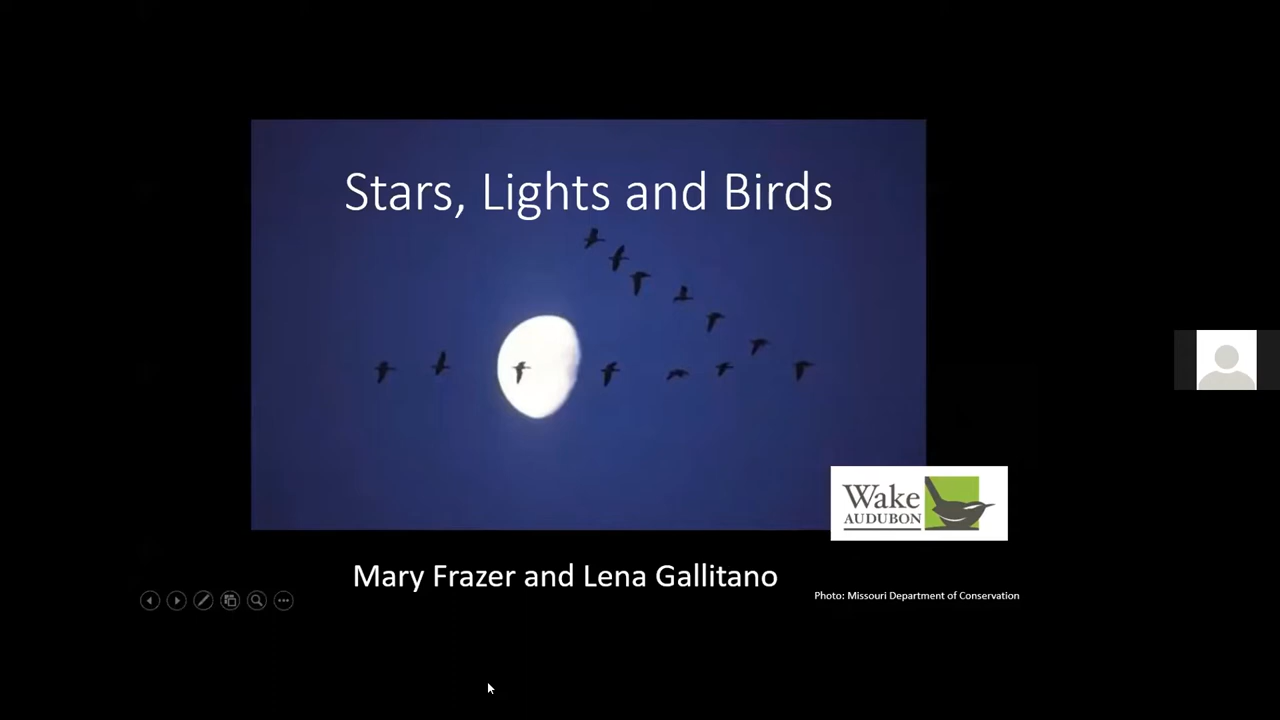 Stars, Lights and Birds
Wake
AUDUBON
Mary Frazer and Lena Gallitano
Photo: Missouri Department of Conservation